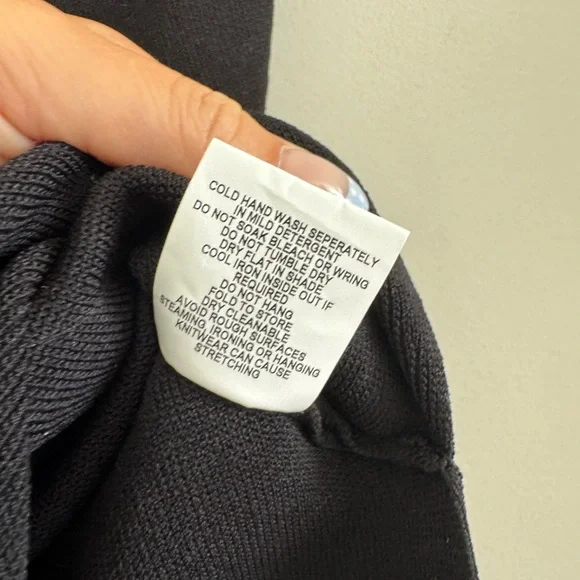 COLD HAND WASH SEPERATELY
IN MILD DETERGENT
DO NOT SOAK BLEACH OR WRING
DO NOT TUMBLE DRY
DRY FLAT IN SHADE
COOL IRON INSIDE OUT IF
REQUIRED
DO NOT HANG
FOLD TO STORE
DRY CLEANABLE
AVOID ROUGH SURFACES
STEAMING, IRONING OR HANGING
KNITWEAR CAN CAUSE
STRETCHING